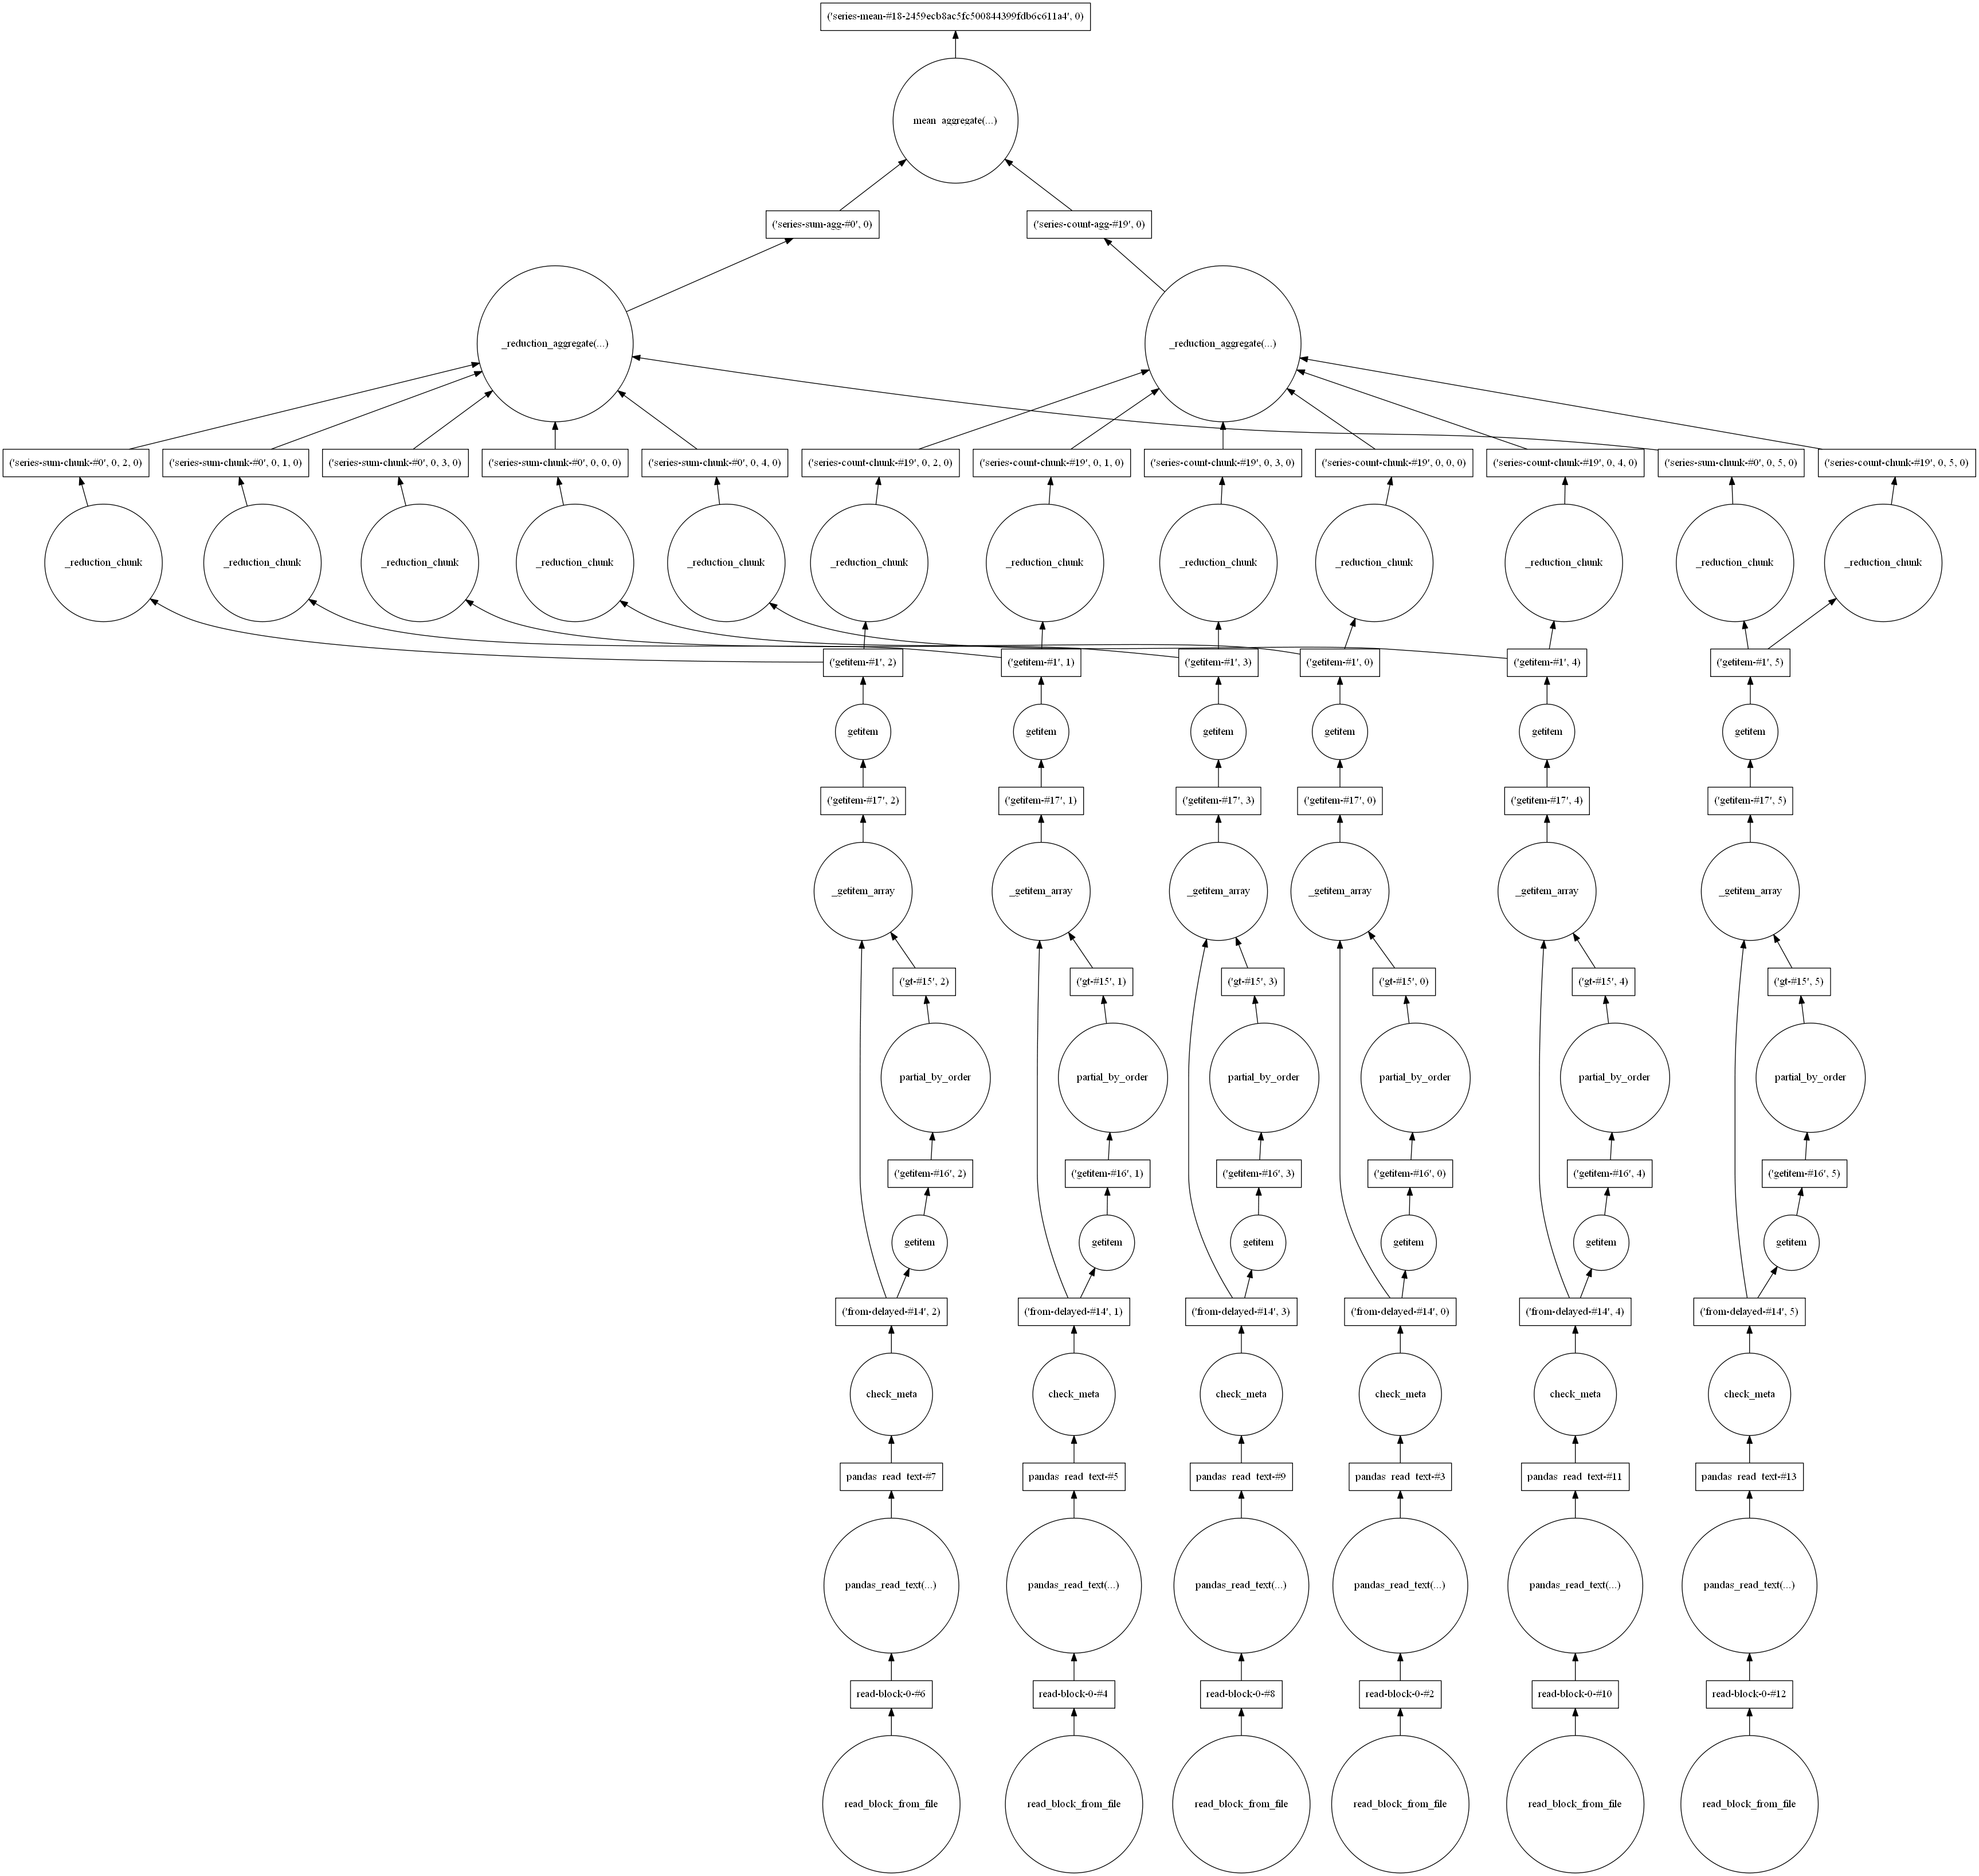 ('series-mean-#18-2459ecb8ac5fc500844399fdb6c611a4', 0)
mean_aggregate(...)
('series-sum-agg-#0', 0)
('series-count-agg-#19', 0)
_reduction_aggregate(...)
_reduction_aggregate(...)
('series-sum-chunk-#0', 0, 2, 0)
('series-sum-chunk-#0', 0, 1, 0)
('series-sum-chunk-#0', 0, 3, 0)
('series-sum-chunk-#0', 0, 0, 0)
('series-sum-chunk-#0', 0, 4, 0)
('series-count-chunk-#19', 0, 2, 0)
('series-count-chunk-#19', 0, 1, 0)
('series-count-chunk-#19', 0, 3, 0)
('series-count-chunk-#19', 0, 0, 0)
('series-count-chunk-#19', 0, 4, 0)
('series-sum-chunk-#0', 0, 5, 0)
('series-count-chunk-#19', 0, 5, 0)
_reduction_chunk
_reduction_chunk
_reduction_chunk
_reduction_chunk
_reduction_chunk
_reduction_chunk
_reduction_chunk
_reduction_chunk
_reduction_chunk
_reduction_chunk
_reduction_chunk
_reduction_chunk
('getitem-#1', 2)
('getitem-#1', 1)
('getitem-#1', 3)
('getitem-#1', 0)
('getitem-#1', 4)
('getitem-#1', 5)
getitem
getitem
getitem
getitem
getitem
getitem
('getitem-#17', 2)
('getitem-#17', 1)
('getitem-#17', 3)
('getitem-#17', 0)
('getitem-#17', 4)
('getitem-#17', 5)
_getitem_array
_getitem_array
_getitem_array
_getitem_array
_getitem_array
_getitem_array
('gt-#15', 2)
('gt-#15', 1)
('gt-#15', 3)
('gt-#15', 0)
('gt-#15', 4)
('gt-#15', 5)
partial_by_order
partial_by_order
partial_by_order
partial_by_order
partial_by_order
partial_by_order
('getitem-#16', 2)
('getitem-#16', 1)
('getitem-#16', 3)
('getitem-#16', 0)
('getitem-#16', 4)
('getitem-#16', 5)
getitem
getitem
getitem
getitem
getitem
getitem
('from-delayed-#14', 2)
('from-delayed-#14', 1)
('from-delayed-#14', 3)
('from-delayed-#14', 0)
('from-delayed-#14', 4)
('from-delayed-#14', 5)
check_meta
check_meta
check_meta
check_meta
check_meta
check_meta
pandas_read_text-#7
pandas_read_text-#5
pandas_read_text-#9
pandas_read_text-#3
pandas_read_text-#11
pandas_read_text-#13
pandas_read_text(...)
pandas_read_text(...)
pandas_read_text(...)
pandas_read_text(...)
pandas_read_text(...)
pandas_read_text(...)
read-block-0-#6
read-block-0-#4
read-block-0-#8
read-block-0-#2
read-block-0-#10
read-block-0-#12
read_block_from_file
read_block_from_file
read_block_from_file
read_block_from_file
read_block_from_file
read_block_from_file